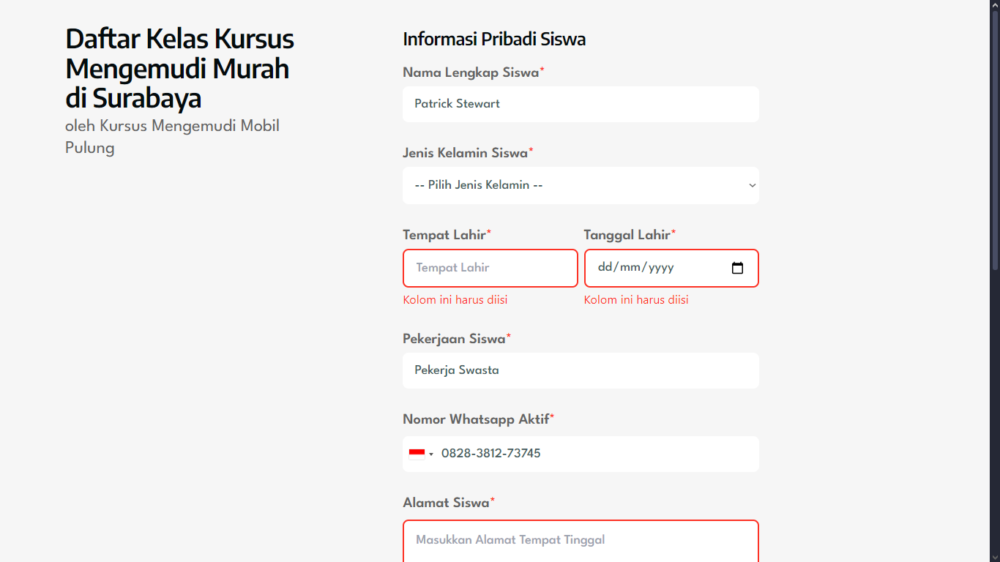 Daftar Kelas Kursus
Mengemudi Murah
di Surabaya
oleh Kursus Mengemudi Mobil
Pulung
Informasi Pribadi Siswa
Nama Lengkap Siswa*
Patrick Stewart
Jenis Kelamin Siswa*
-- Pilih Jenis Kelamin --
Tempat Lahir* Tanggal Lahir*
Tempat Lahir dd/mm/yyyy
Kolom ini harus diisi Kolom ini harus diisi
Pekerjaan Siswa*
Pekerja Swasta
Nomor Whatsapp Aktif*
0828-3812-73745
Alamat Siswa*
Masukkan Alamat Tempat Tinggal